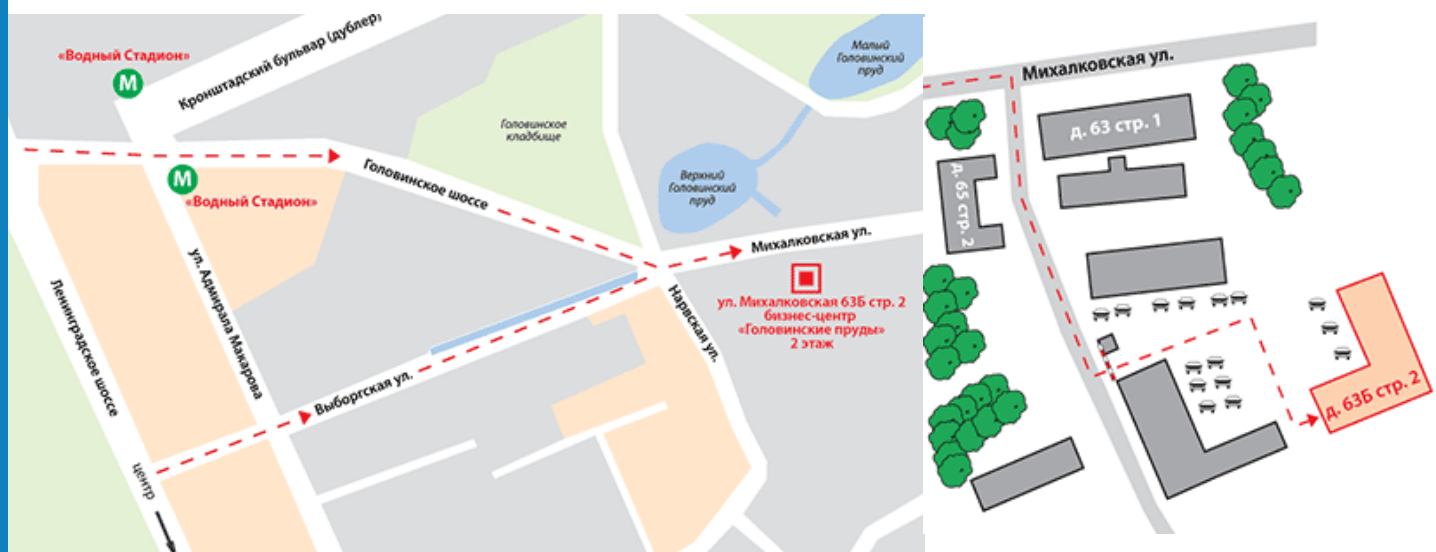 «Водный Стадион»
М
Кронштадский бульвар (дублер)
Малый
Головинский
пруд
Головинское
кладбище
М
«Водный Стадион»
Головинское шоссе
Верхний
Головинский
пруд
Михалковская ул.
ул. Михалковская 63Б стр. 2
бизнес-центр
«Головинские пруды»
2 этаж
Ленинградское шоссе
ул. Адмирала Макарова
Нарвская ул.
Выборгская ул.
центр
Михалковская ул.
д. 63 стр. 1
д. 65 стр. 2
д. 63Б стр. 2